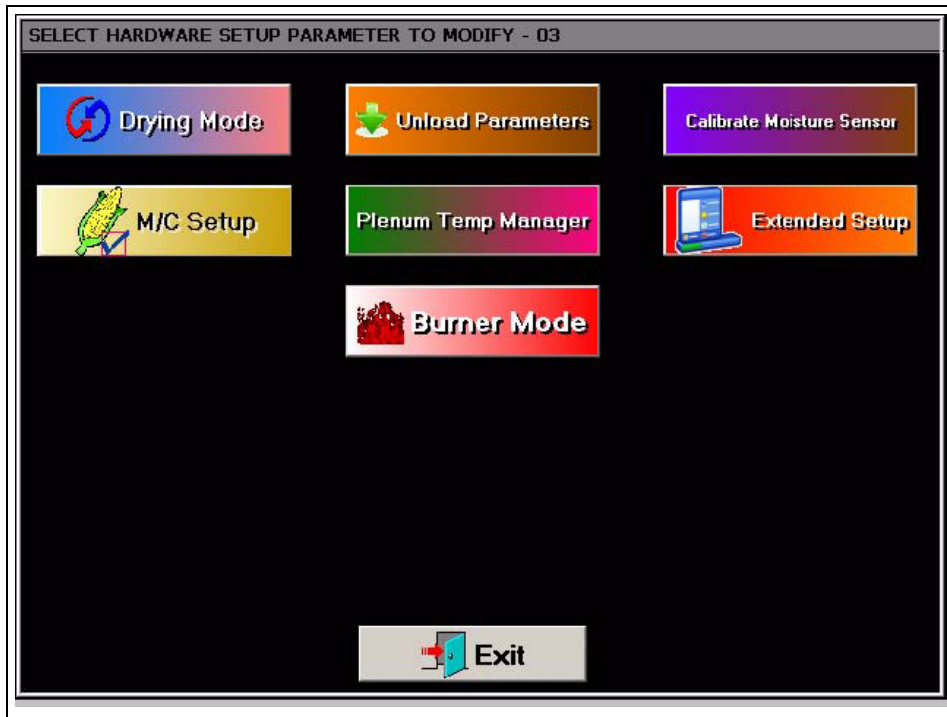 SELECT HARDWARE SETUP PARAMETER TO MODIFY - 03
Drying Mode
Unload Parameters
Calibrate Moisture Sensor
M/C Setup
Plenum Temp Manager
Extended Setup
Burner Mode
Exit